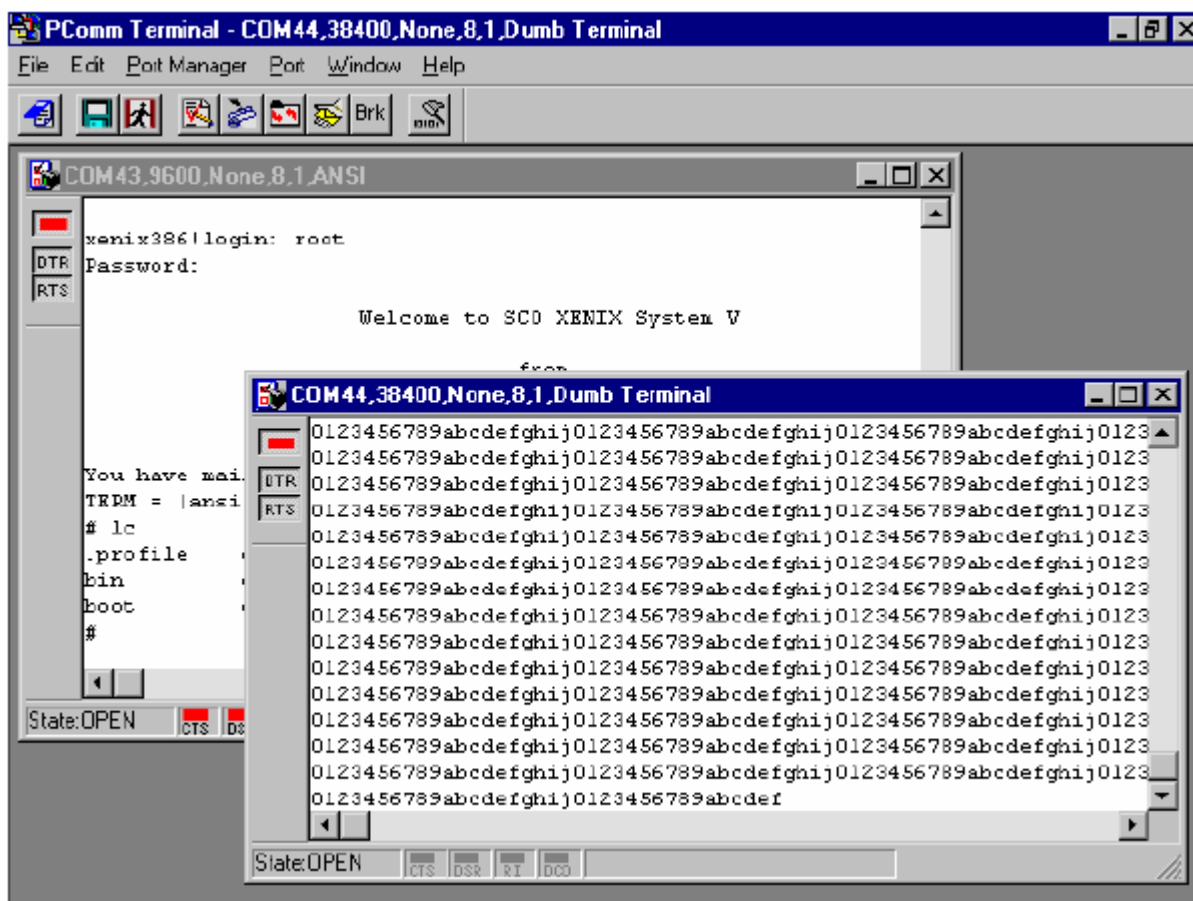 PComm Terminal - COM44,38400,None,8,1,Dumb Terminal
File Edit Port Manager Port Window Help
Brk
COM43,9600,None,8,1,ANSI
DTR
RTS
xenix386!login: root
Password:
Welcome to SCO XENIX System V
from
You have mai
TERM = (ansi
# lc
.profile
bin
boot
#
State:OPEN CTS DS
COM44,38400,None,8,1,Dumb Terminal
DTR
RTS
0123456789abcdefghij0123456789abcdefghij0123456789abcdefghij0123
0123456789abcdefghij0123456789abcdefghij0123456789abcdefghij0123
0123456789abcdefghij0123456789abcdefghij0123456789abcdefghij0123
0123456789abcdefghij0123456789abcdefghij0123456789abcdefghij0123
0123456789abcdefghij0123456789abcdefghij0123456789abcdefghij0123
0123456789abcdefghij0123456789abcdefghij0123456789abcdefghij0123
0123456789abcdefghij0123456789abcdefghij0123456789abcdefghij0123
0123456789abcdefghij0123456789abcdefghij0123456789abcdefghij0123
0123456789abcdefghij0123456789abcdefghij0123456789abcdefghij0123
0123456789abcdefghij0123456789abcdefghij0123456789abcdefghij0123
0123456789abcdefghij0123456789abcdefghij0123456789abcdefghij0123
0123456789abcdefghij0123456789abcdefghij0123456789abcdefghij0123
0123456789abcdefghij0123456789abcdefghij0123456789abcdefghij0123
0123456789abcdefghij0123456789abcdefghij0123456789abcdefghij0123
0123456789abcdefghij0123456789abcdef
State:OPEN CTS DSR RI DCD